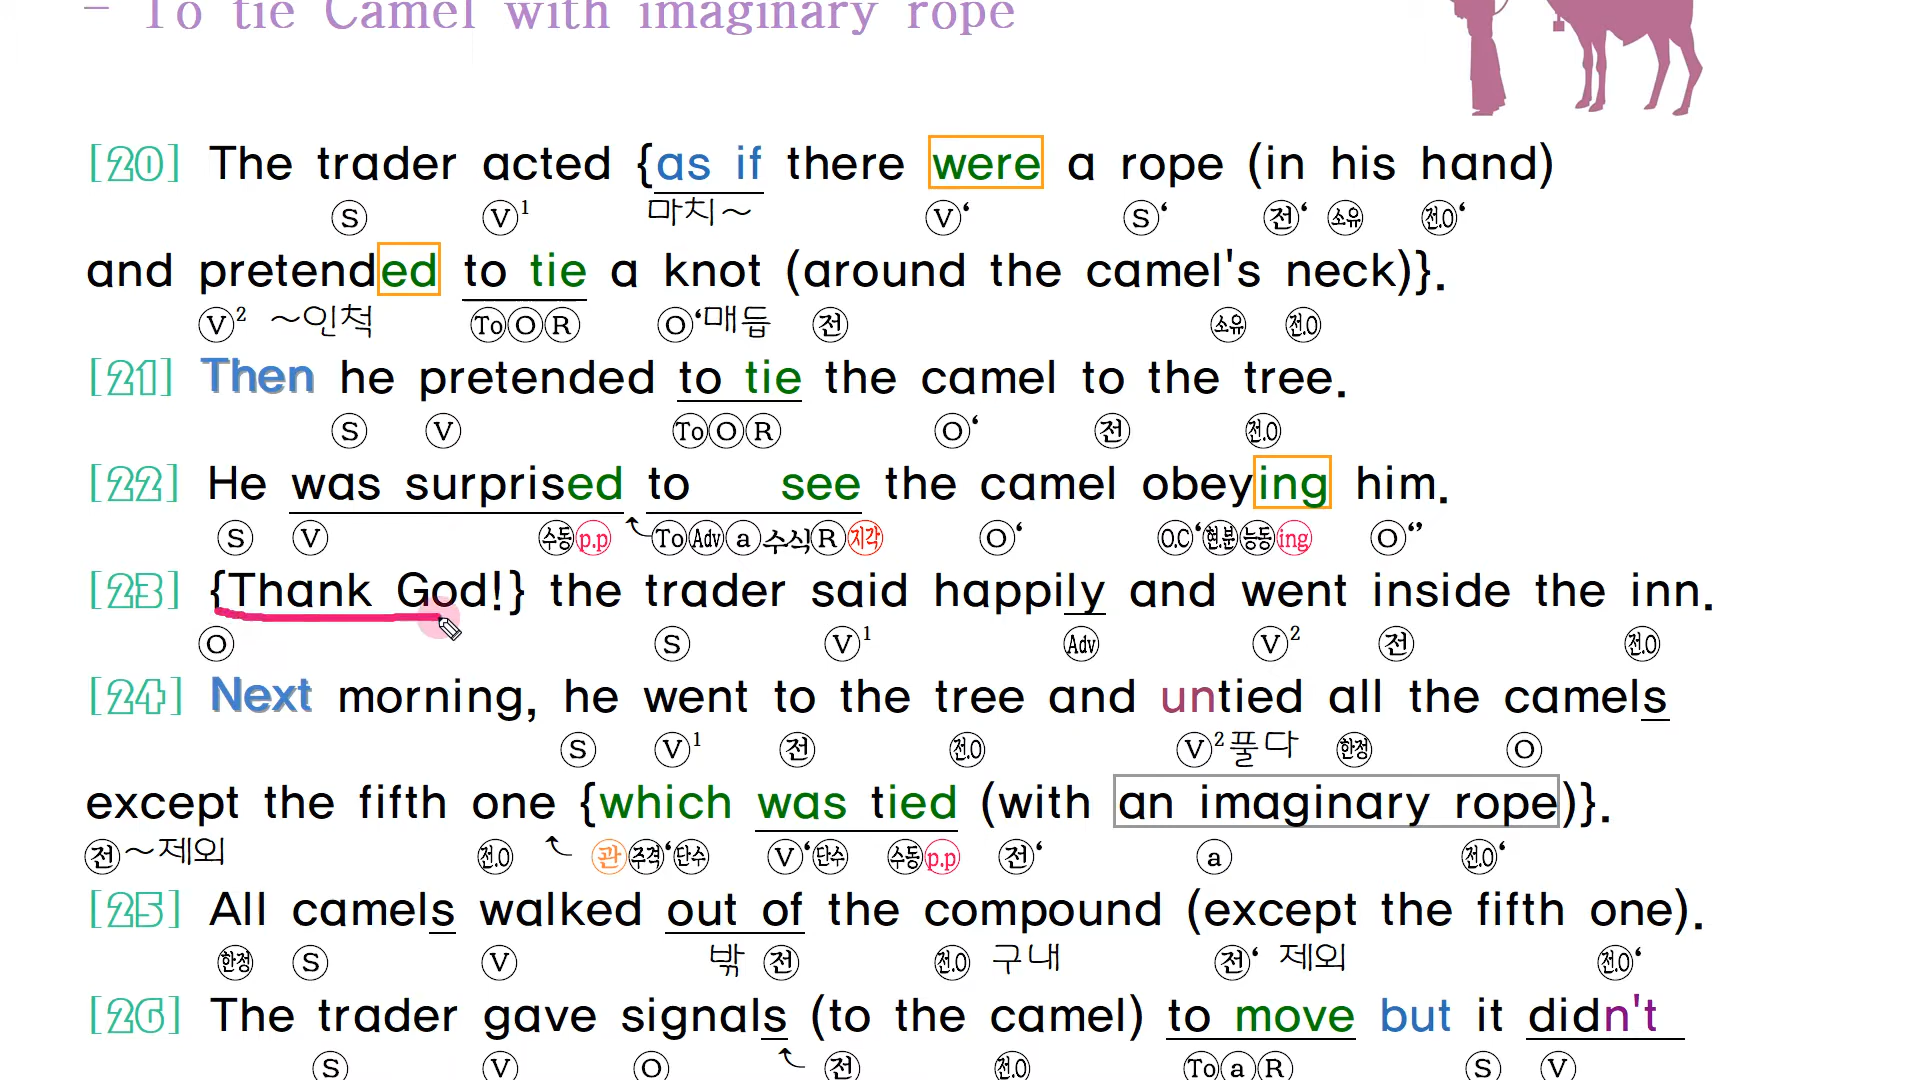 - To tie Camel with imaginary rope
[20] The trader acted {as if there were a rope (in his hand)
S V1 마치~ V‘ S‘ 전‘ 소유 전.O‘
and pretended to tie a knot (around the camel's neck)}.
V2 ~인척 To O R O‘매듭 전 소유 전.O
[21] Then he pretended to tie the camel to the tree.
S V To O R O‘ 전 전.O
[22] He was surprised to see the camel obeying him.
S V 수동 p.p To Adv a 수식 R 지각 O‘ O.C‘ 현.분 능동 ing O‘’
[23] {Thank God!} the trader said happily and went inside the inn.
O S V1 Adv V2 전 전.O
[24] Next morning, he went to the tree and untied all the camels
S V1 전 전.O V2풀다 한정 O
except the fifth one {which was tied (with an imaginary rope)}.
전~제외 전.O 관 주격‘ 단수 V‘ 단수 수동 p.p 전‘ a 전.O‘
[25] All camels walked out of the compound (except the fifth one).
한정 S V 밖 전 전.O 구내 전‘ 제외 전.O‘
[26] The trader gave signals (to the camel) to move but it didn't
S V O 전 전.O To a R S V